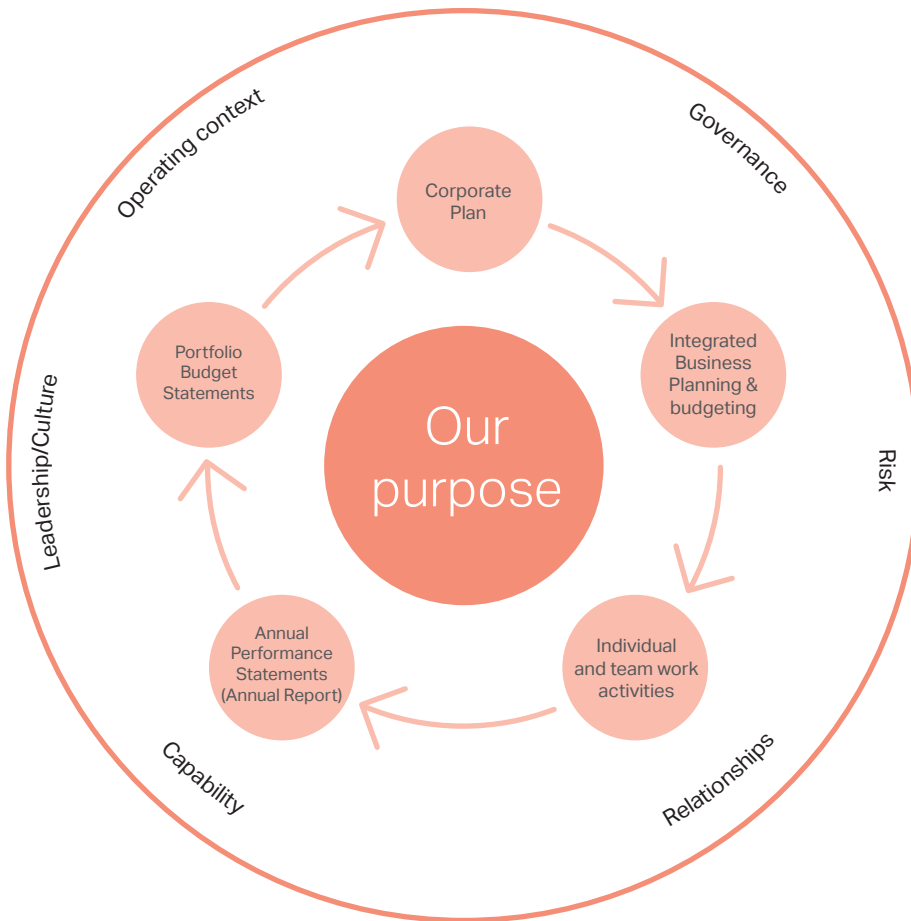 Operating context
Governance
Corporate
Plan
Portfolio
Budget
Statements
Integrated
Business
Planning &
budgeting
Our
purpose
Leadership/Culture
Risk
Annual
Performance
Statements
(Annual Report)
Individual
and team work
activities
Capability
Relationships